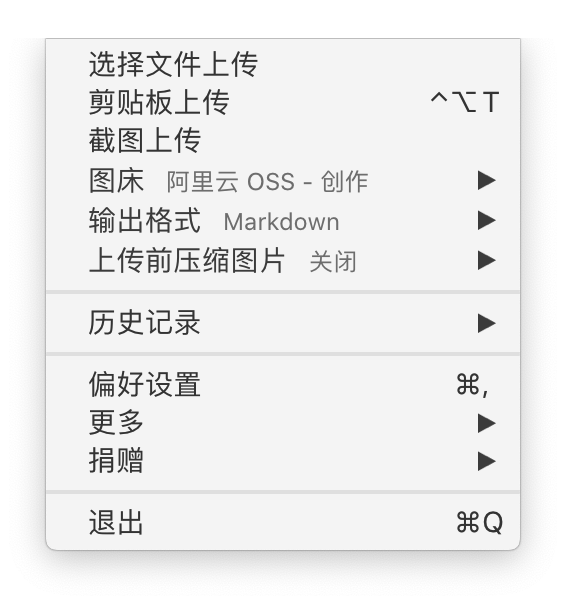 选择文件上传
剪贴板上传 ^⌥T
截图上传
图床 阿里云 OSS - 创作 ▶
输出格式 Markdown ▶
上传前压缩图片 关闭 ▶
历史记录 ▶
偏好设置 ⌘,
更多 ▶
捐赠 ▶
退出 ⌘Q